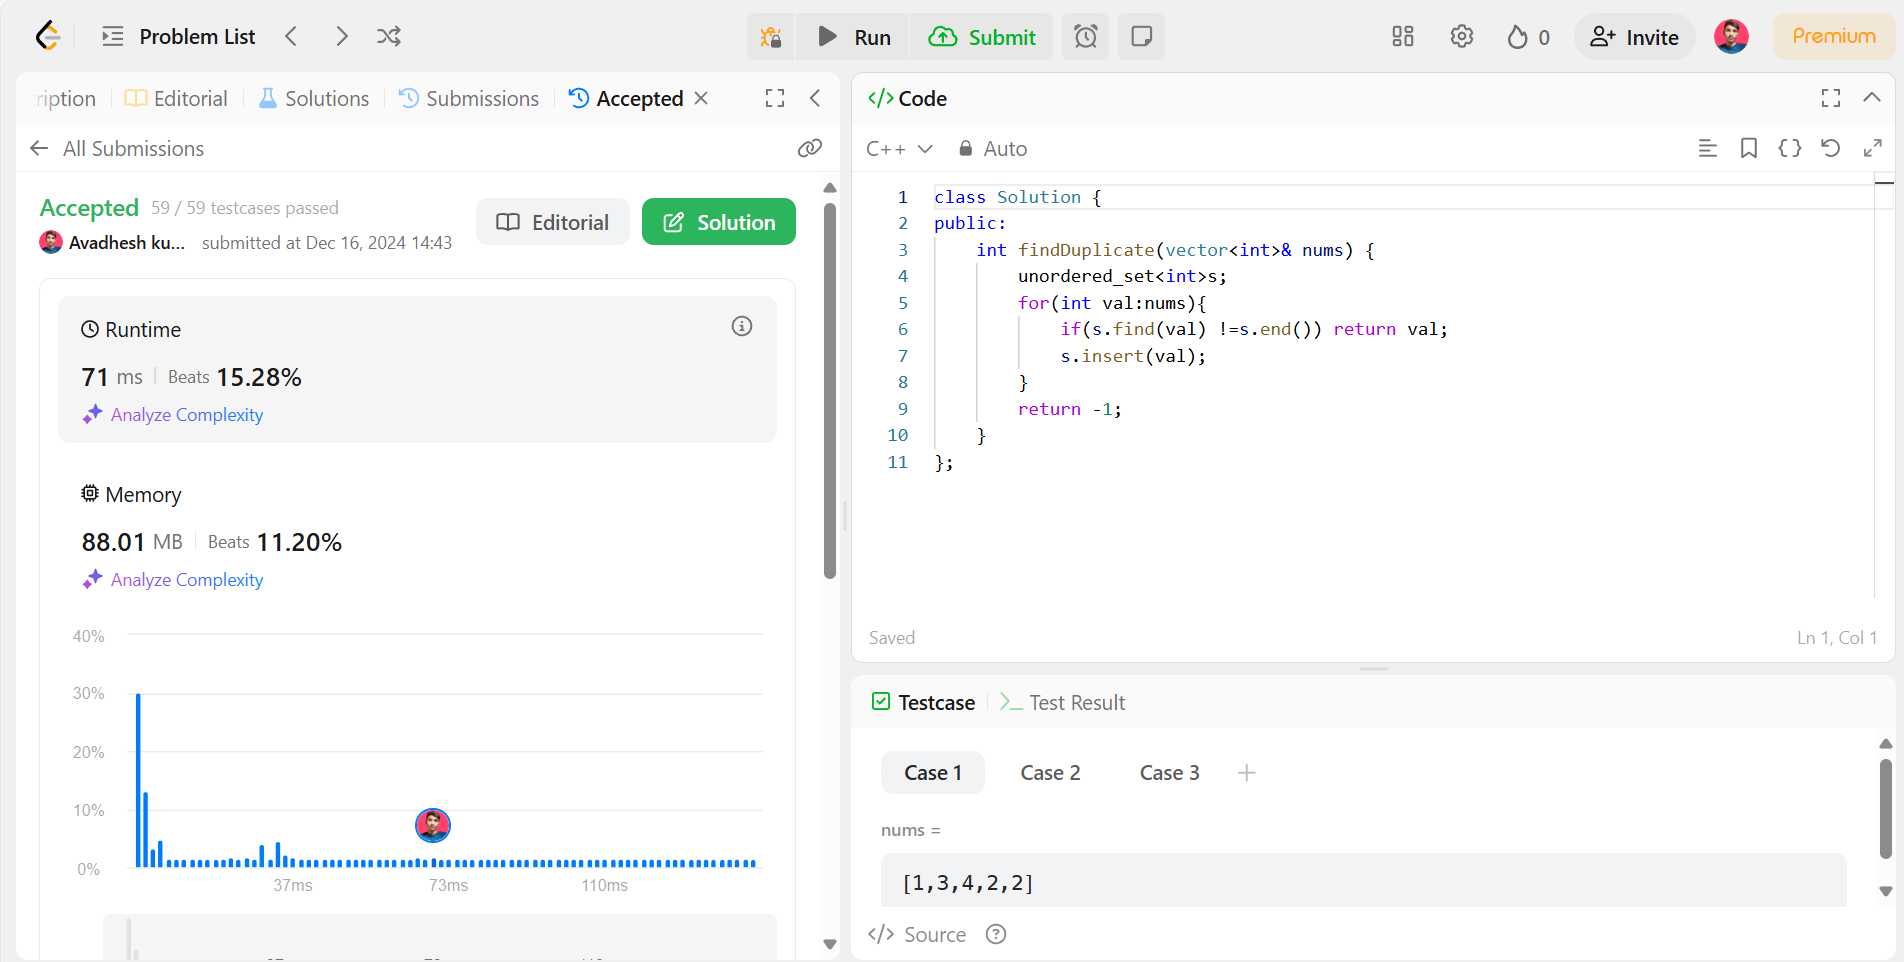 Problem List
Run
Submit
0
Invite
Premium
ription
Editorial
Solutions
Submissions
Accepted
All Submissions
Accepted 59 / 59 testcases passed
Avadhesh ku... submitted at Dec 16, 2024 14:43
Editorial
Solution
Runtime
71 ms Beats 15.28%
Analyze Complexity
Memory
88.01 MB Beats 11.20%
Analyze Complexity
40%
30%
20%
10%
0%
37ms 73ms 110ms
</> Code
C++ Auto
1 class Solution {
2 public:
3 int findDuplicate(vector<int>& nums) {
4 unordered_set<int>s;
5 for(int val:nums){
6 if(s.find(val) !=s.end()) return val;
7 s.insert(val);
8 }
9 return -1;
10 }
11 };
Saved
Ln 1, Col 1
Testcase
Test Result
Case 1 Case 2 Case 3 +
nums =
[1,3,4,2,2]
</> Source